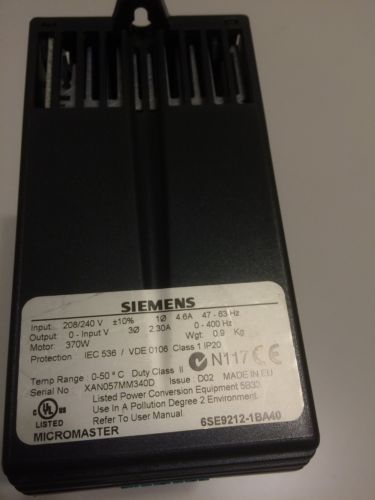 SIEMENS
Input: 208/240 V ±10% 1Ø 4.6A 47 - 63 Hz
Output: 0 - Input V 3Ø 2.30A 0 - 400 Hz
Motor: 370W Wgt: 0.9 Kg
Protection IEC 536 / VDE 0106 Class 1 IP20
N117 CE
Temp Range 0-50 °C Duty Class II
Serial No XAN057MM340D Issue: D02 MADE IN EU
Listed Power Conversion Equipment 5B33.
Use In A Pollution Degree 2 Environment.
Refer To User Manual.
c UL us
LISTED
MICROMASTER
6SE9212-1BA40